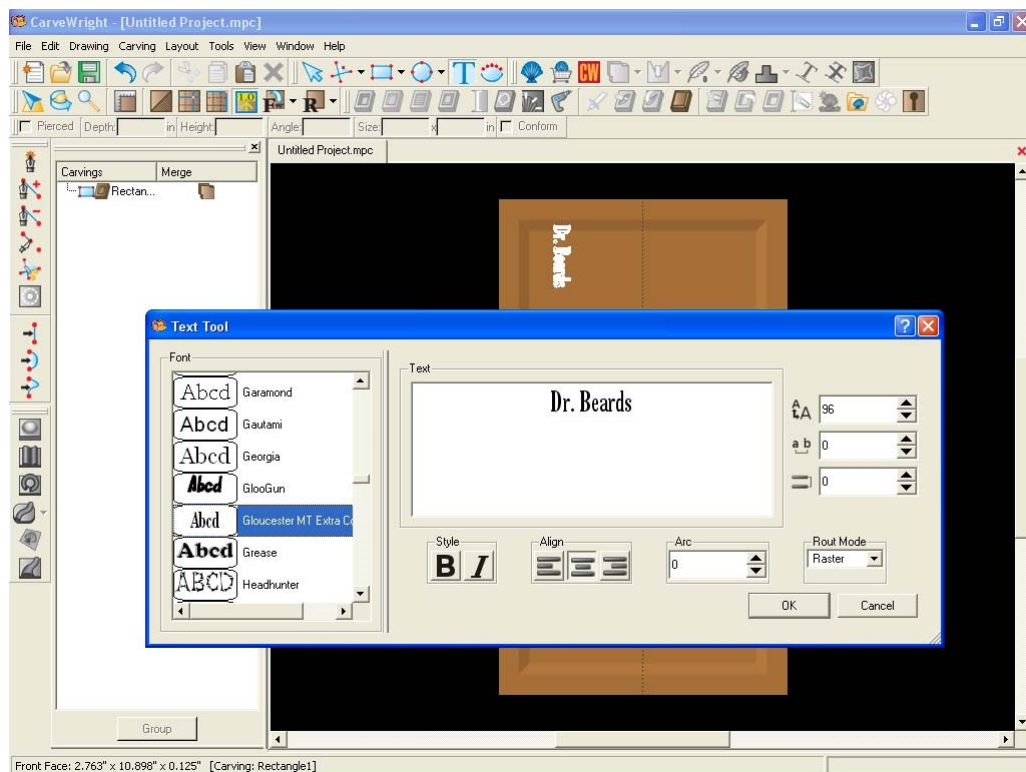 CarveWright - [Untitled Project.mpc]
File Edit Drawing Carving Layout Tools View Window Help
CW
Pierced Depth: in Height: Angle: Size: x in Conform
Untitled Project.mpc
Carvings Merge
Rectan...
Dr. Beards
Text Tool
Font
Abcd Garamond
Abcd Gautami
Abcd Georgia
Abcd GlooGun
Abcd Gloucester MT Extra Co
Abcd Grease
ABCD Headhunter
Text
Dr. Beards
96
a b 0
0
Style
B I
Align
Arc
0
Rout Mode
Raster
OK Cancel
Group
Front Face: 2.763" x 10.898" x 0.125" [Carving: Rectangle1]